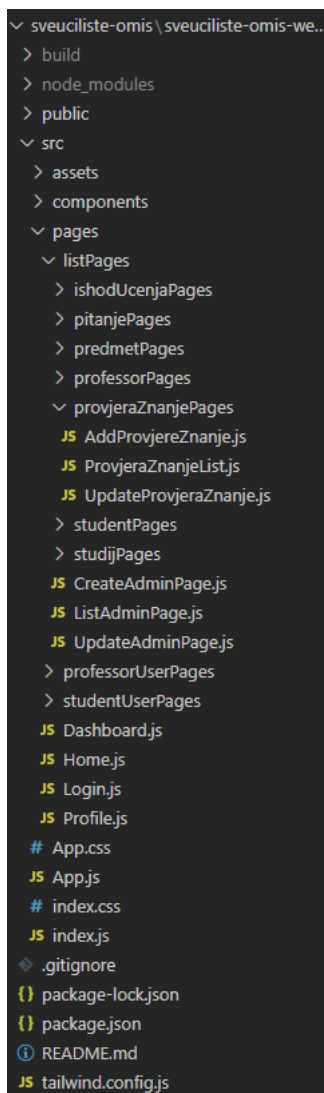 sveuciliste-omis\sveuciliste-omis-we...
build
node_modules
public
src
assets
components
pages
listPages
ishodUcenjaPages
pitanjePages
predmetPages
professorPages
provjeraZnanjePages
JS AddProvjereZnanje.js
JS ProvjeraZnanjeList.js
JS UpdateProvjeraZnanje.js
studentPages
studijPages
JS CreateAdminPage.js
JS ListAdminPage.js
JS UpdateAdminPage.js
professorUserPages
studentUserPages
JS Dashboard.js
JS Home.js
JS Login.js
JS Profile.js
# App.css
JS App.js
# index.css
JS index.js
.gitignore
{} package-lock.json
{} package.json
README.md
JS tailwind.config.js